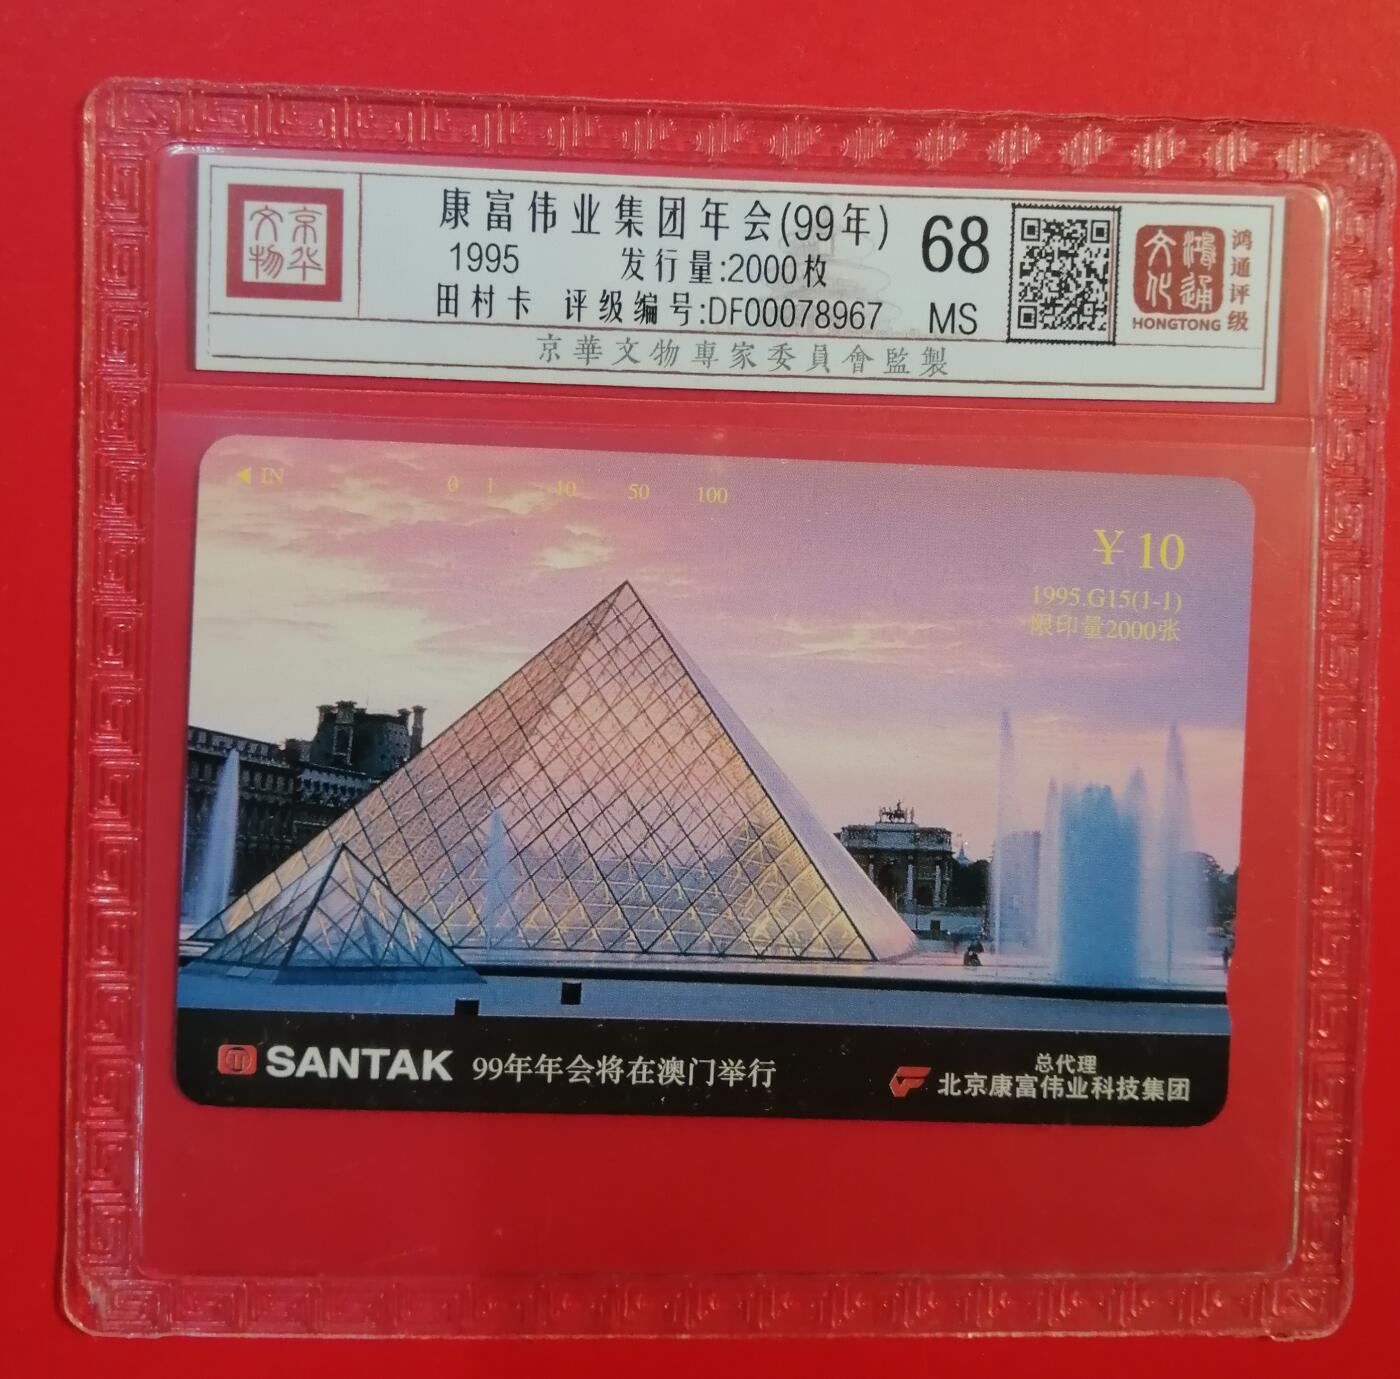 京华
文物
康富伟业集团年会(99年)
1995 发行量:2000枚
田村卡 评级编号:DF00078967
68
MS
鸿通
文化
HONGTONG
鸿通评级
京華文物專家委員會監製
IN 0 1 10 50 100
¥10
1995.G15(1-1)
限印量2000张
SANTAK 99年年会将在澳门举行
总代理
北京康富伟业科技集团